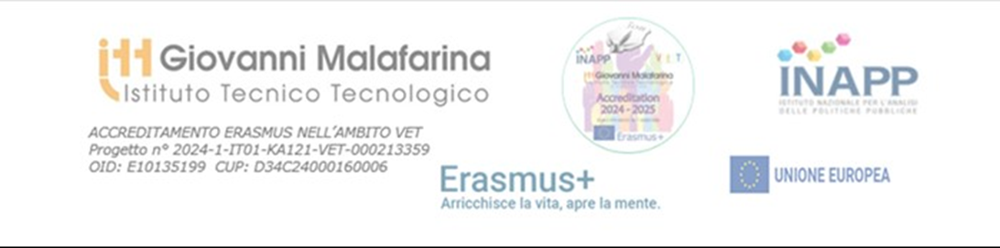 itt Giovanni Malafarina
Istituto Tecnico Tecnologico
ACCREDITAMENTO ERASMUS NELL'AMBITO VET
Progetto n° 2024-1-IT01-KA121-VET-000213359
OID: E10135199 CUP: D34C24000160006
INAPP
VET
Giovanni Malafarina
Accreditation
2024 - 2025
Erasmus+
Erasmus+
Arricchisce la vita, apre la mente.
INAPP
ISTITUTO NAZIONALE PER L'ANALISI
DELLE POLITICHE PUBBLICHE
UNIONE EUROPEA